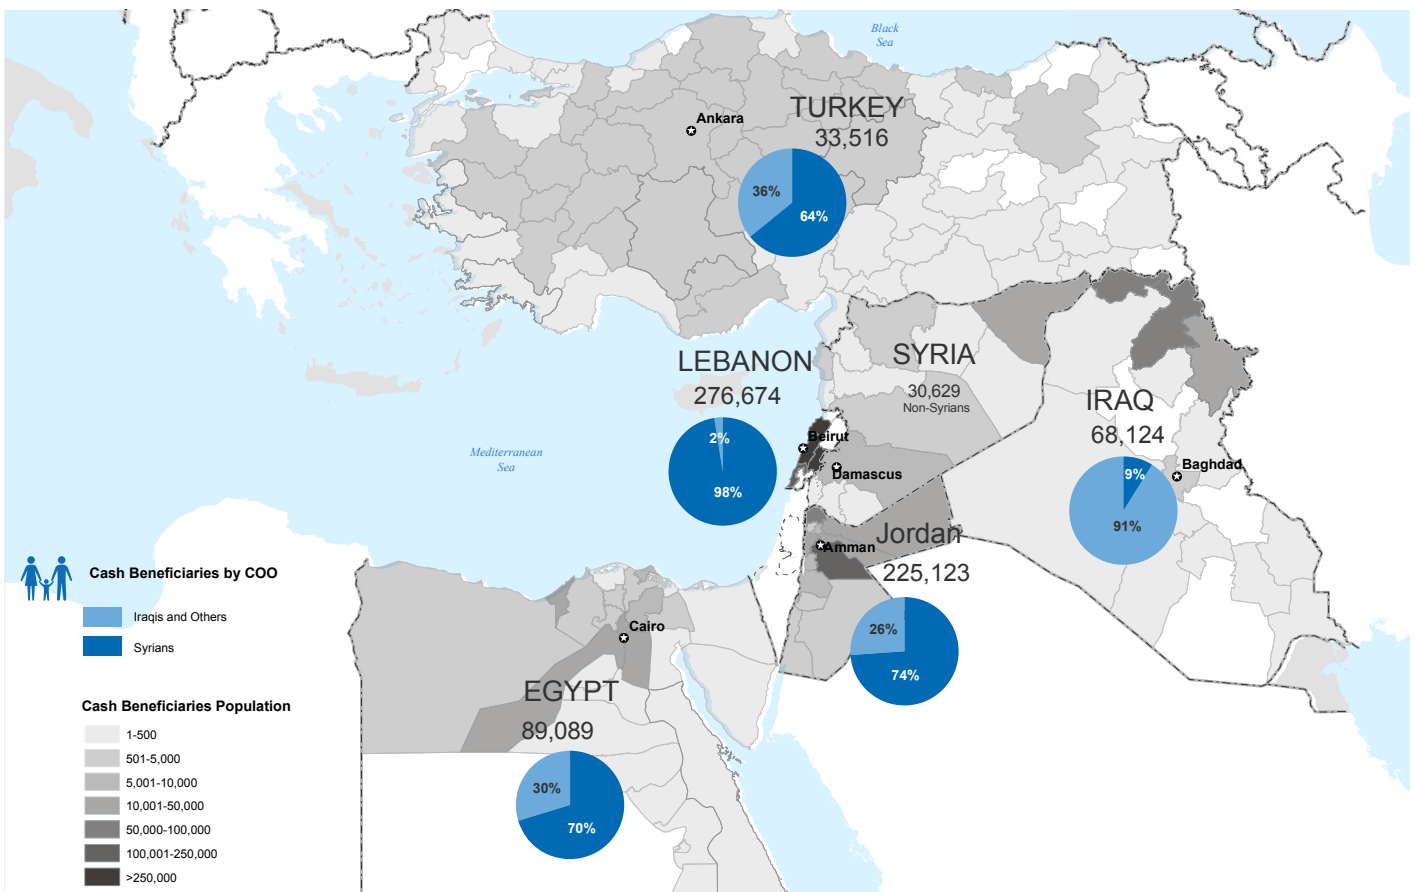 Black
Sea
TURKEY
33,516
Ankara
36%
64%
LEBANON
276,674
2%
98%
Beirut
SYRIA
30,629
Non-Syrians
Damascus
IRAQ
68,124
9%
91%
Baghdad
Mediterranean
Sea
Jordan
225,123
Amman
26%
74%
Cairo
EGYPT
89,089
30%
70%
Cash Beneficiaries by COO
Iraqis and Others
Syrians
Cash Beneficiaries Population
1-500
501-5,000
5,001-10,000
10,001-50,000
50,000-100,000
100,001-250,000
>250,000